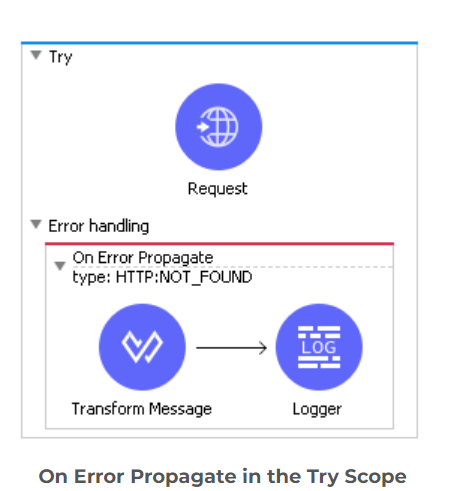 Try
Request
Error handling
On Error Propagate
type: HTTP:NOT_FOUND
LOG
Transform Message
Logger
On Error Propagate in the Try Scope